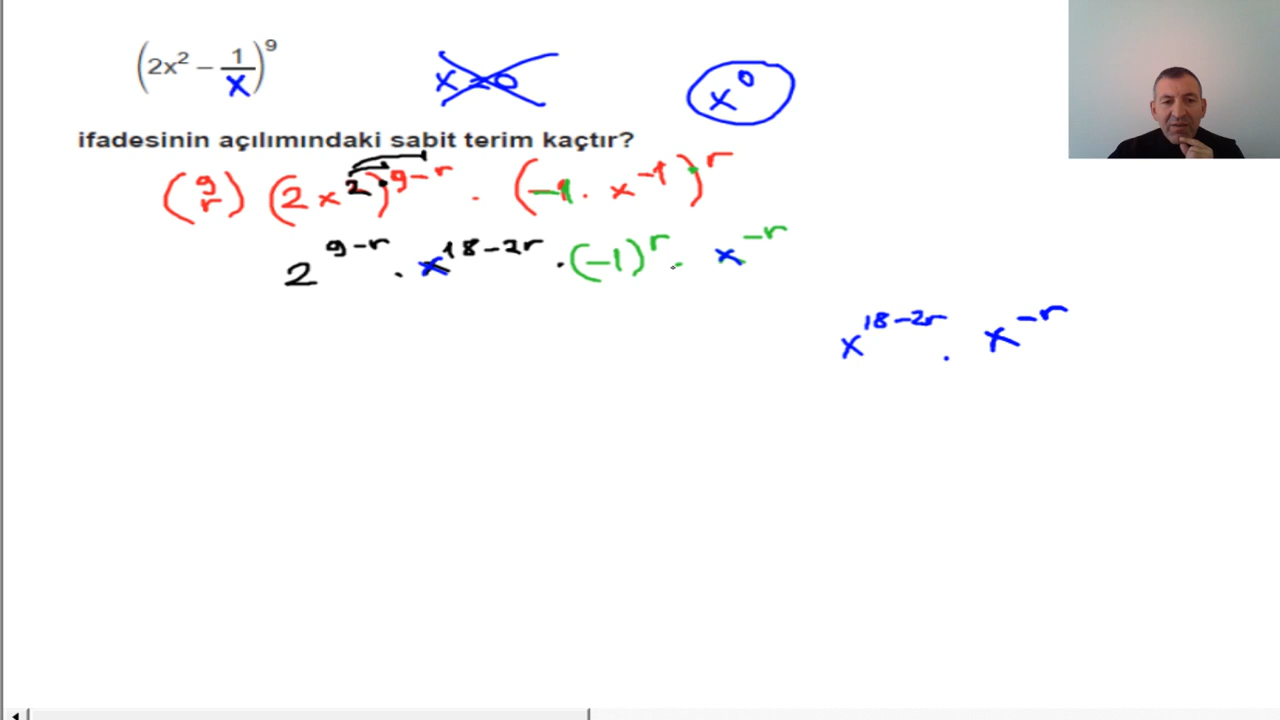 (2x² − 1/x)⁹ x=0 x⁰
ifadesinin açılımındaki sabit terim kaçtır?
(9 r) (2x²)⁹⁻ʳ · (−1 · x⁻¹)ʳ
2⁹⁻ʳ · x¹⁸⁻²ʳ · (−1)ʳ · x⁻ʳ
x¹⁸⁻²ʳ · x⁻ʳ